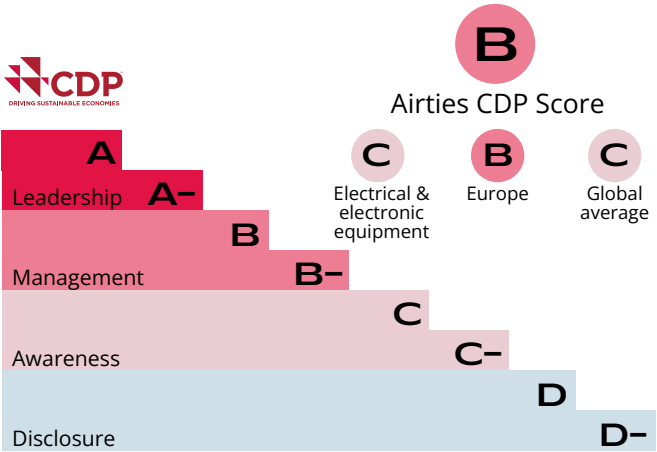 B
CDP
DRIVING SUSTAINABLE ECONOMIES
Airties CDP Score
A
C
B
C
Leadership A-
Electrical &
electronic
equipment
Europe
Global
average
B
Management B-
C
Awareness C-
D
Disclosure D-